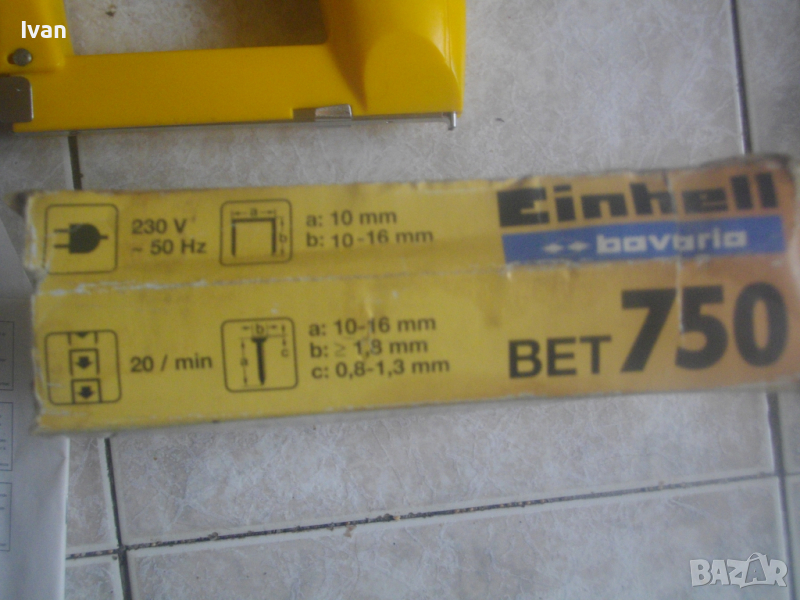 Ivan
230 V
~ 50 Hz
a
b
a: 10 mm
b: 10-16 mm
Einhell
bavaria
20 / min
b
a
c
a: 10-16 mm
b: ≥ 1,8 mm
c: 0,8-1,3 mm
BET 750
BAZAR